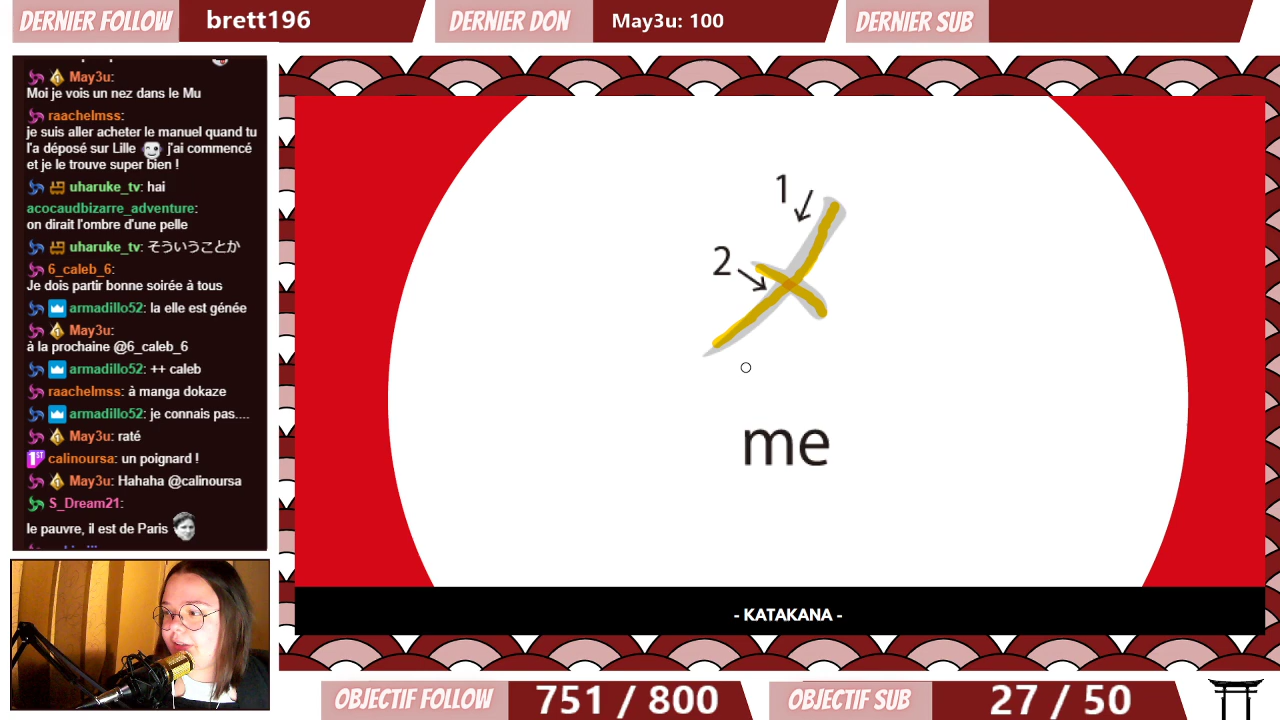 DERNIER FOLLOW
brett196
DERNIER DON
May3u: 100
DERNIER SUB
May3u:
Moi je vois un nez dans le Mu
raachelmss:
je suis aller acheter le manuel quand tu
l'a déposé sur Lille j'ai commencé
et je le trouve super bien !
uharuke_tv: hai
acocaudbizarre_adventure:
on dirait l'ombre d'une pelle
uharuke_tv: そういうことか
6_caleb_6:
Je dois partir bonne soirée à tous
armadillo52: la elle est génée
May3u:
à la prochaine @6_caleb_6
armadillo52: ++ caleb
raachelmss: à manga dokaze
armadillo52: je connais pas....
May3u: raté
calinoursa: un poignard !
May3u: Hahaha @calinoursa
S_Dream21:
le pauvre, il est de Paris
1
2
メ
me
- KATAKANA -
OBJECTIF FOLLOW
751 / 800
OBJECTIF SUB
27 / 50